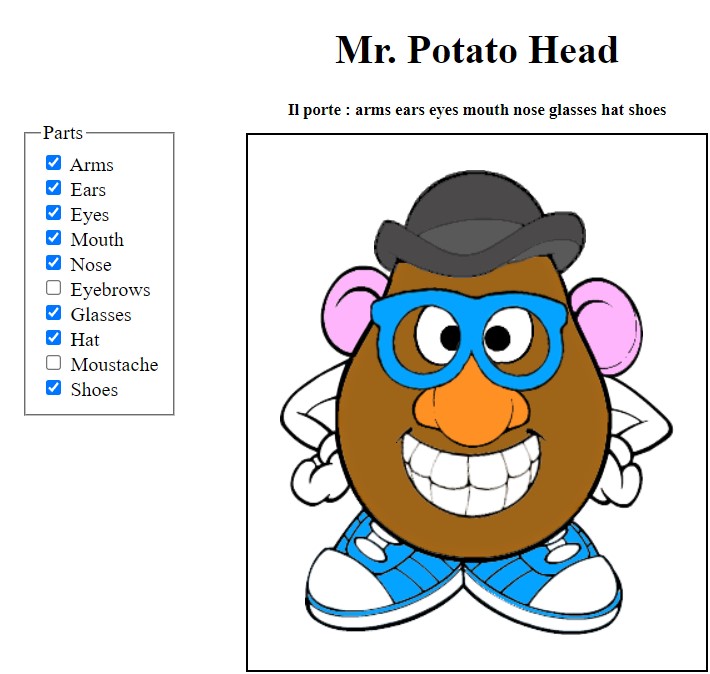 Mr. Potato Head
Il porte : arms ears eyes mouth nose glasses hat shoes
Parts
Arms
Ears
Eyes
Mouth
Nose
Eyebrows
Glasses
Hat
Moustache
Shoes